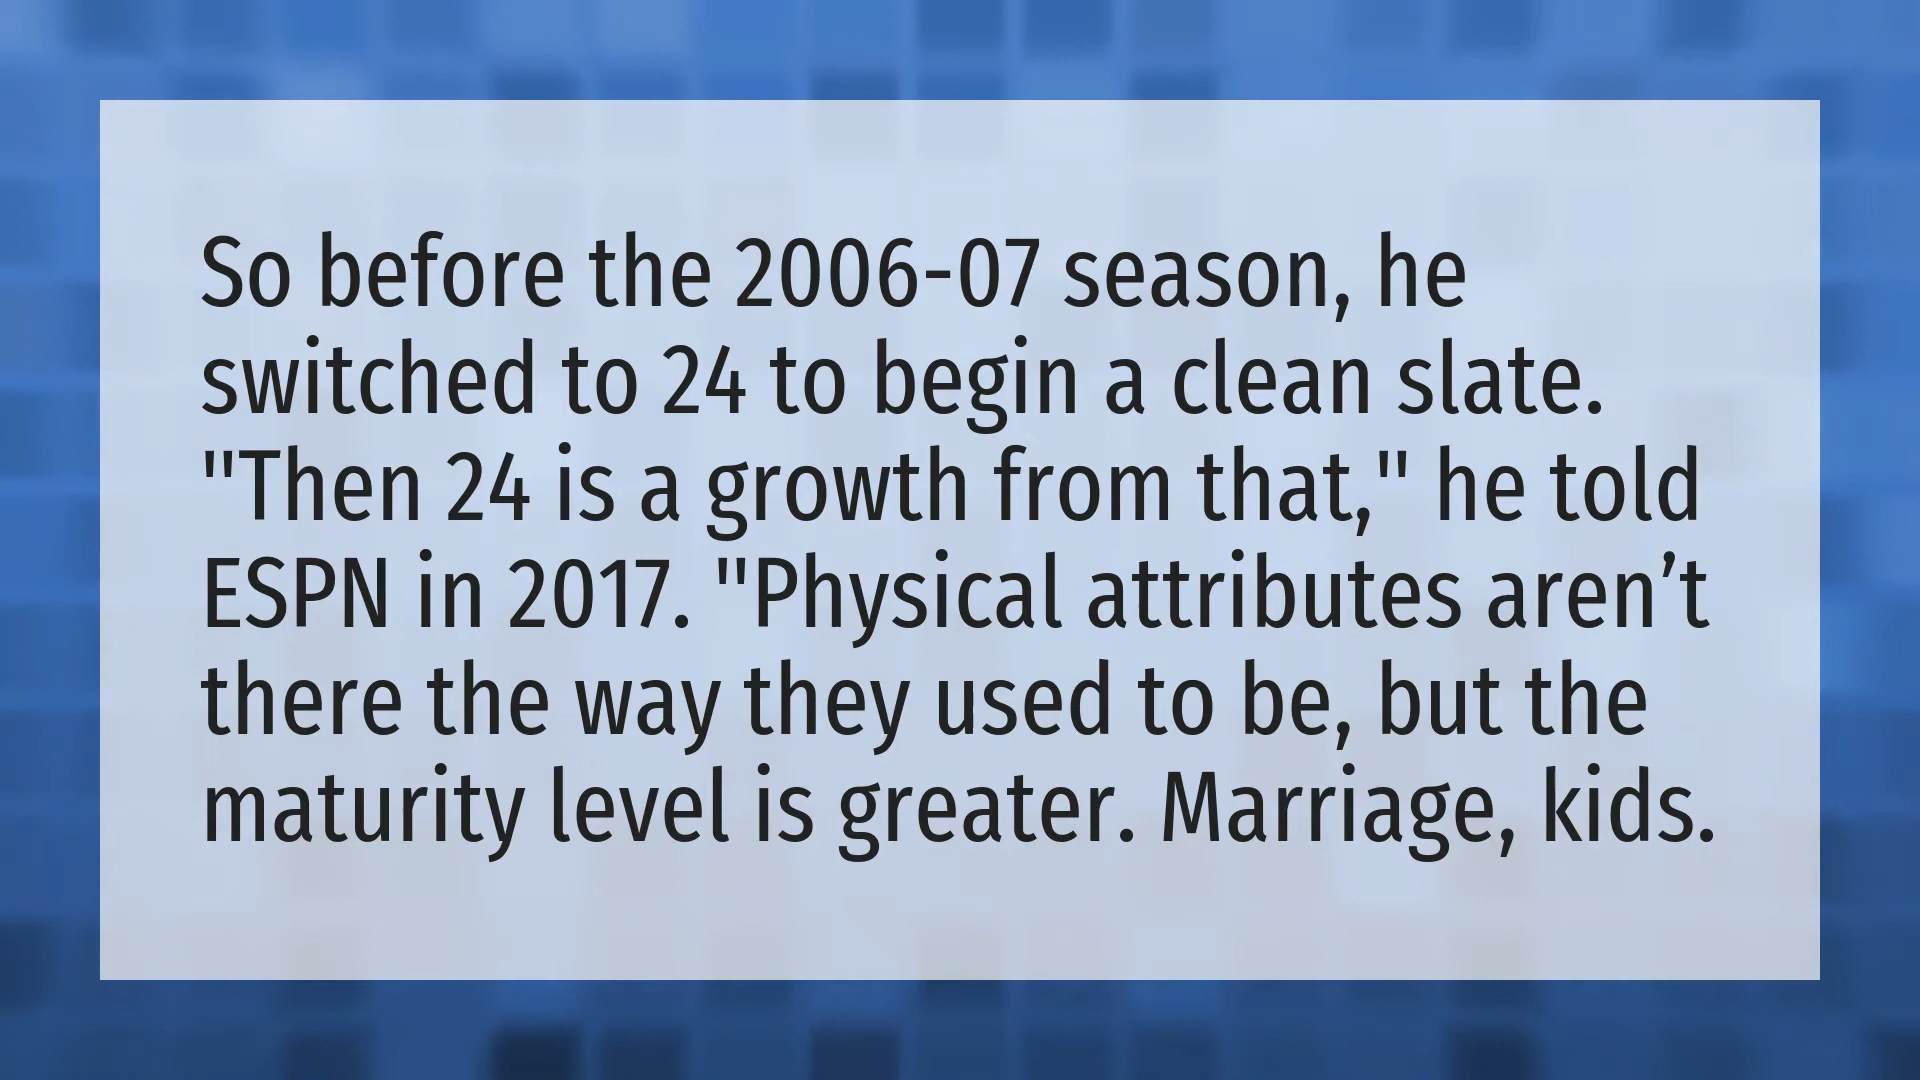 So before the 2006-07 season, he
switched to 24 to begin a clean slate.
"Then 24 is a growth from that," he told
ESPN in 2017. "Physical attributes aren’t
there the way they used to be, but the
maturity level is greater. Marriage, kids.